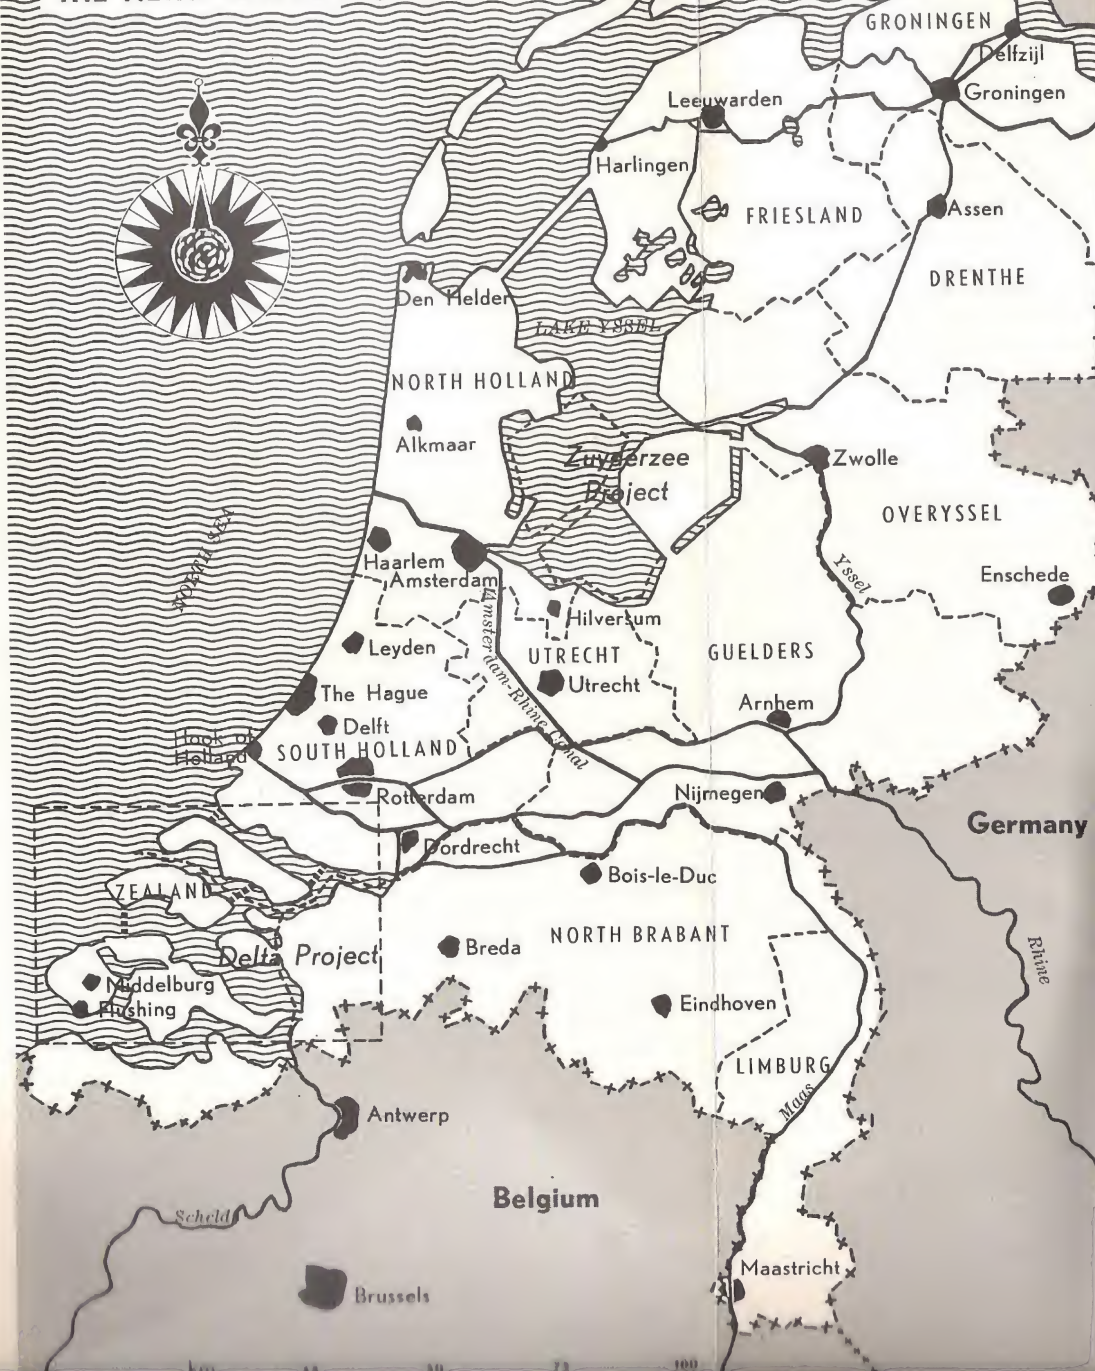 GRONINGEN
Delfzijl
Groningen
Leeuwarden
Harlingen
FRIESLAND
Assen
DRENTHE
Den Helder
LAKE YSSEL
NORTH HOLLAND
Alkmaar
Zuyderzee
Project
Zwolle
OVERYSSEL
NORTH SEA
Haarlem
Amsterdam
Yssel
Enschede
Amsterdam-Rhine Canal
Hilversum
Leyden
UTRECHT
GUELDERS
Utrecht
The Hague
Arnhem
Delft
Hook of
Holland
SOUTH HOLLAND
Rotterdam
Nijmegen
Germany
Dordrecht
Bois-le-Duc
ZEALAND
NORTH BRABANT
Breda
Delta Project
Rhine
Middelburg
Flushing
Eindhoven
LIMBURG
Maas
Antwerp
Belgium
Scheld
Maastricht
Brussels
75
100